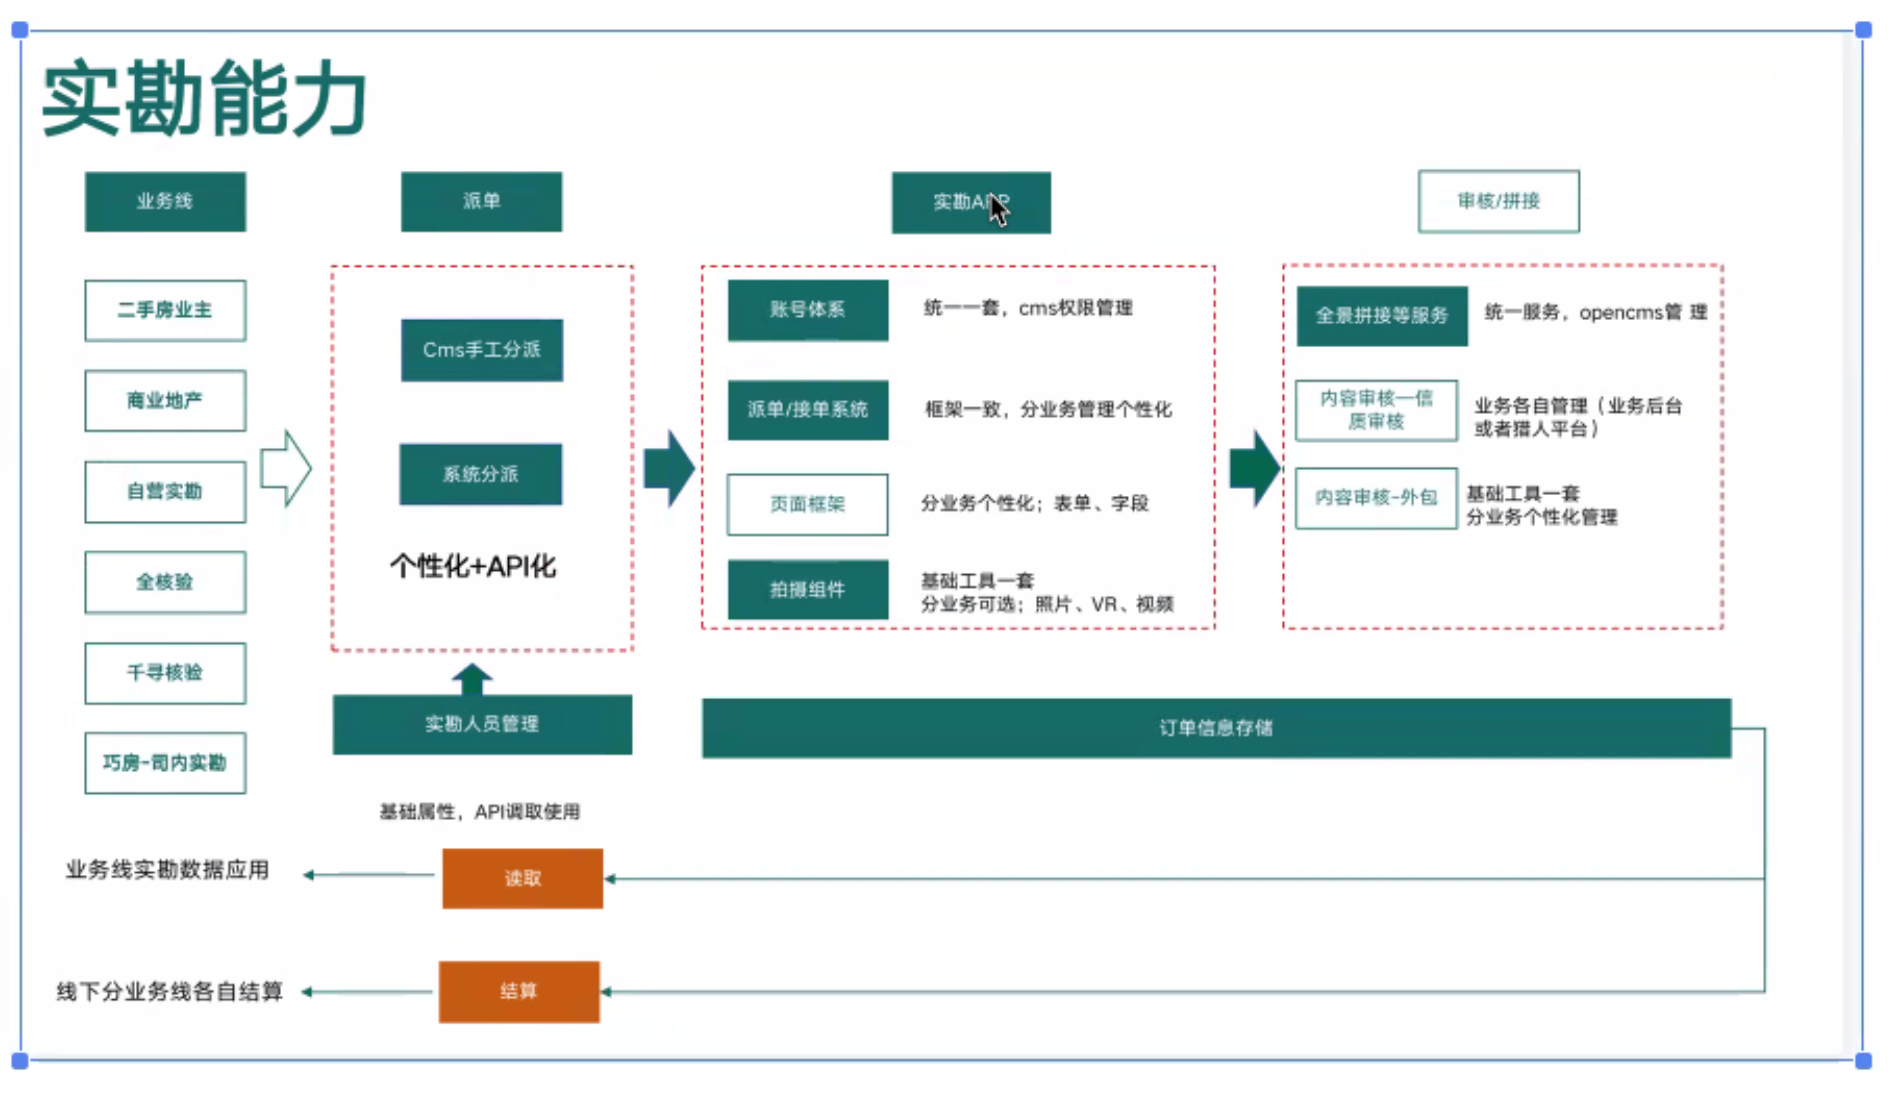 实勘能力
业务线
派单
实勘APP
审核/拼接
二手房业主
商业地产
自营实勘
全核验
千寻核验
巧房-司内实勘
Cms手工分派
系统分派
个性化+API化
实勘人员管理
基础属性，API调取使用
账号体系
统一一套，cms权限管理
派单/接单系统
框架一致，分业务管理个性化
页面框架
分业务个性化；表单、字段
拍摄组件
基础工具一套
分业务可选；照片、VR、视频
全景拼接等服务
统一服务，opencms管 理
内容审核—信
质审核
业务各自管理（业务后台
或者猎人平台）
内容审核-外包
基础工具一套
分业务个性化管理
订单信息存储
业务线实勘数据应用
读取
线下分业务线各自结算
结算